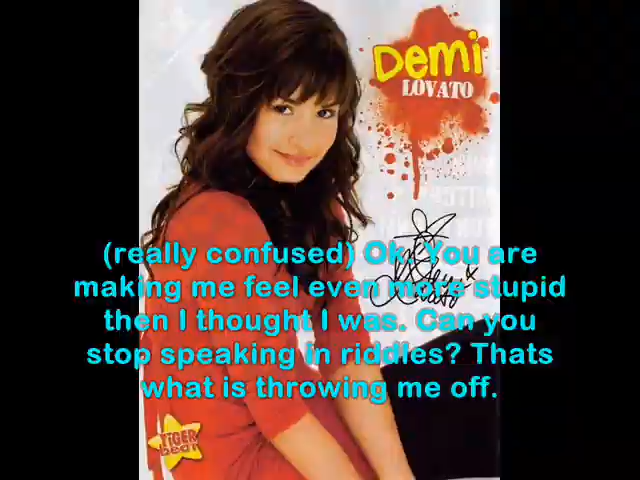 Demi
LOVATO
(really confused) Ok. You are
making me feel even more stupid
then I thought I was. Can you
stop speaking in riddles? Thats
what is throwing me off.
TiGER
beat